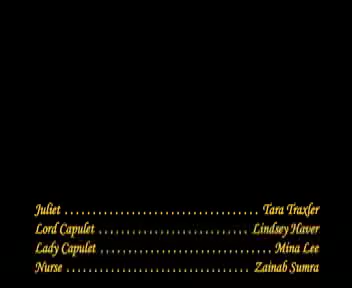 Juliet . . . . . . . . . . . . . . . . . . . . . . . . . . . . . . . . . . . Tara Traxler
Lord Capulet . . . . . . . . . . . . . . . . . . . . . . . . . . . Lindsey Haver
Lady Capulet . . . . . . . . . . . . . . . . . . . . . . . . . . . . . . . Mina Lee
Nurse . . . . . . . . . . . . . . . . . . . . . . . . . . . . . . . . . Zainab Sumra